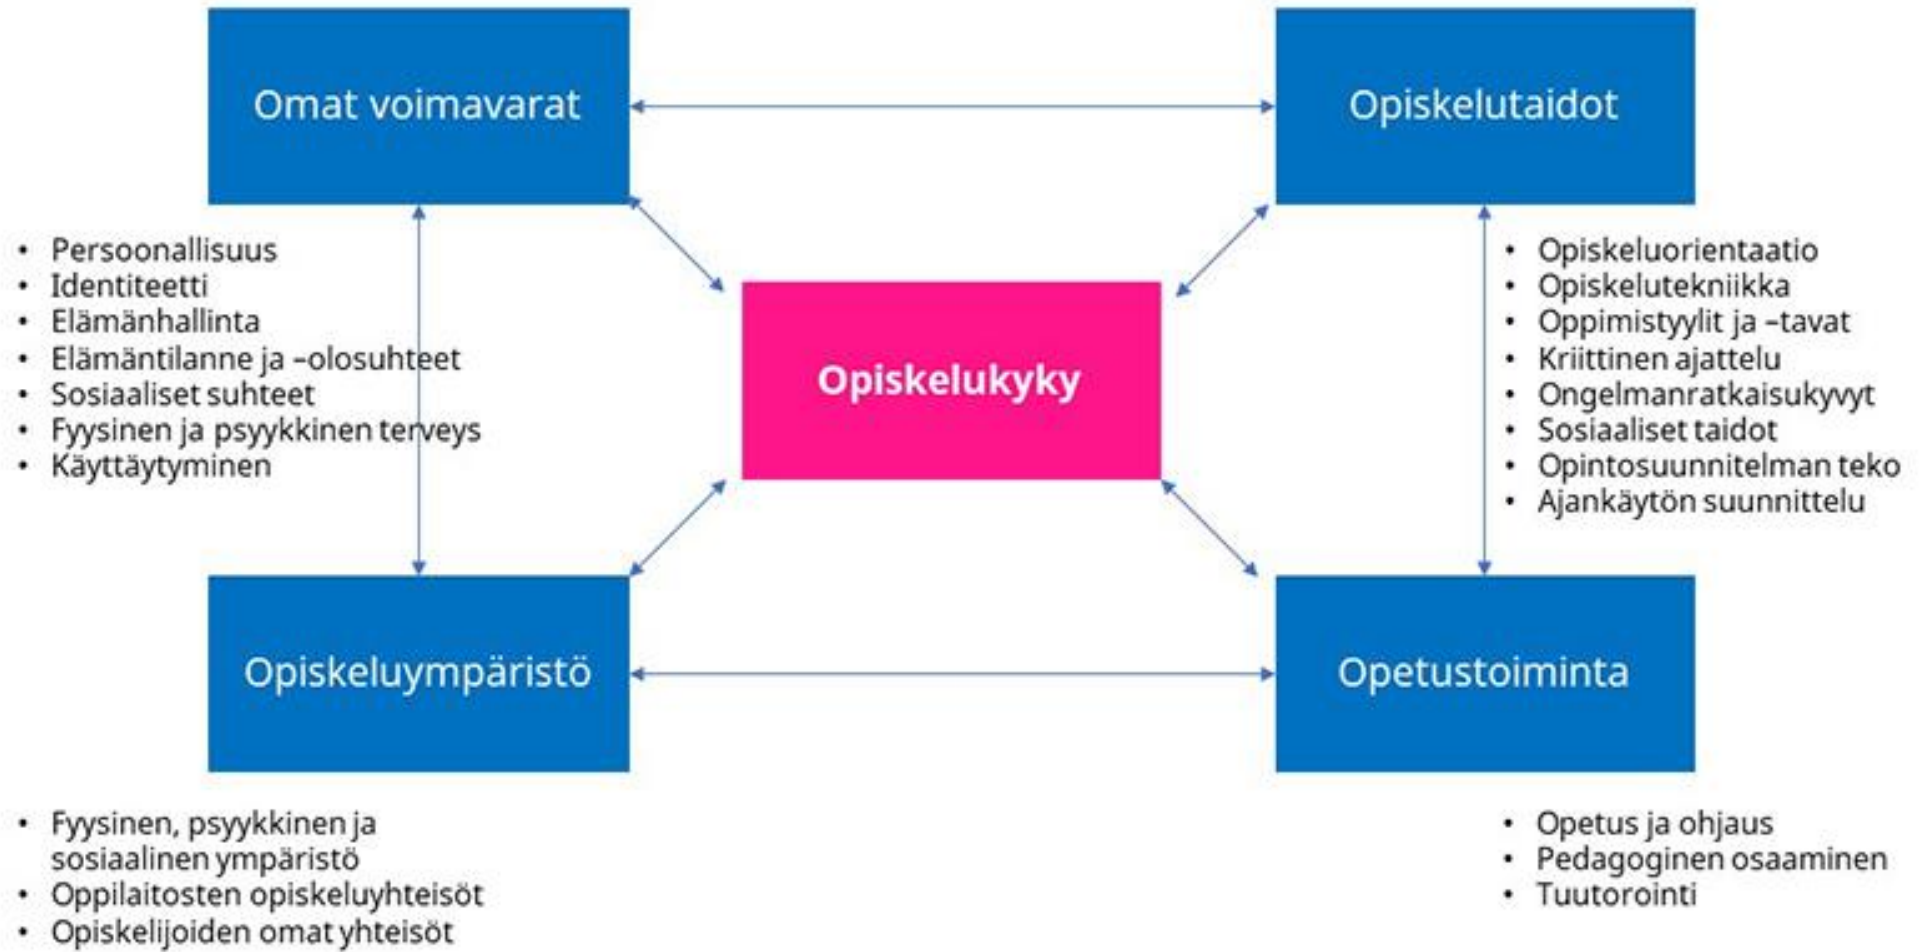 Omat voimavarat
Opiskelutaidot
• Persoonallisuus
• Identiteetti
• Elämänhallinta
• Elämäntilanne ja –olosuhteet
• Sosiaaliset suhteet
• Fyysinen ja psyykkinen terveys
• Käyttäytyminen
Opiskelukyky
• Opiskeluorientaatio
• Opiskelutekniikka
• Oppimistyylit ja –tavat
• Kriittinen ajattelu
• Ongelmanratkaisukyvyt
• Sosiaaliset taidot
• Opintosuunnitelman teko
• Ajankäytön suunnittelu
Opiskeluympäristö
Opetustoiminta
• Fyysinen, psyykkinen ja
sosiaalinen ympäristö
• Oppilaitosten opiskeluyhteisöt
• Opiskelijoiden omat yhteisöt
• Opetus ja ohjaus
• Pedagoginen osaaminen
• Tuutorointi